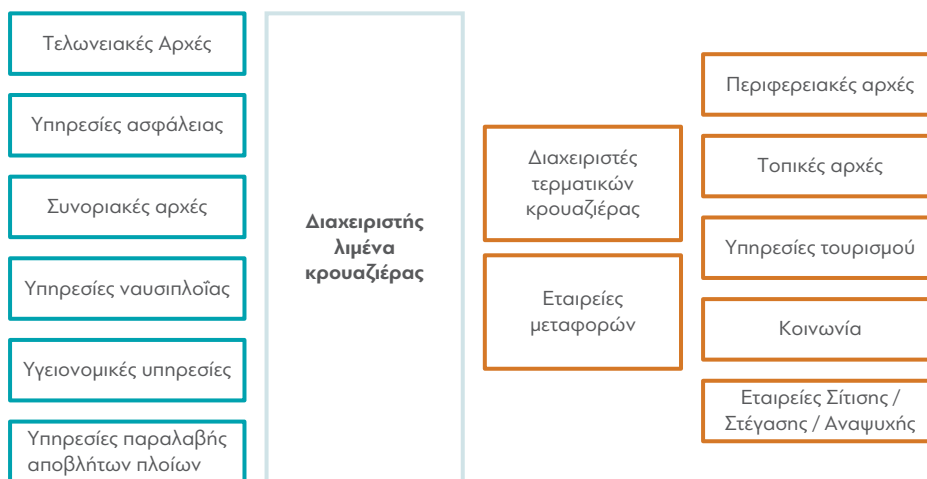 Τελωνειακές Αρχές
Υπηρεσίες ασφάλειας
Συνοριακές αρχές
Υπηρεσίες ναυσιπλοΐας
Υγειονομικές υπηρεσίες
Υπηρεσίες παραλαβής
αποβλήτων πλοίων
Διαχειριστής
λιμένα
κρουαζιέρας
Διαχειριστές
τερματικών
κρουαζιέρας
Εταιρείες
μεταφορών
Περιφερειακές αρχές
Τοπικές αρχές
Υπηρεσίες τουρισμού
Κοινωνία
Εταιρείες Σίτισης /
Στέγασης / Αναψυχής